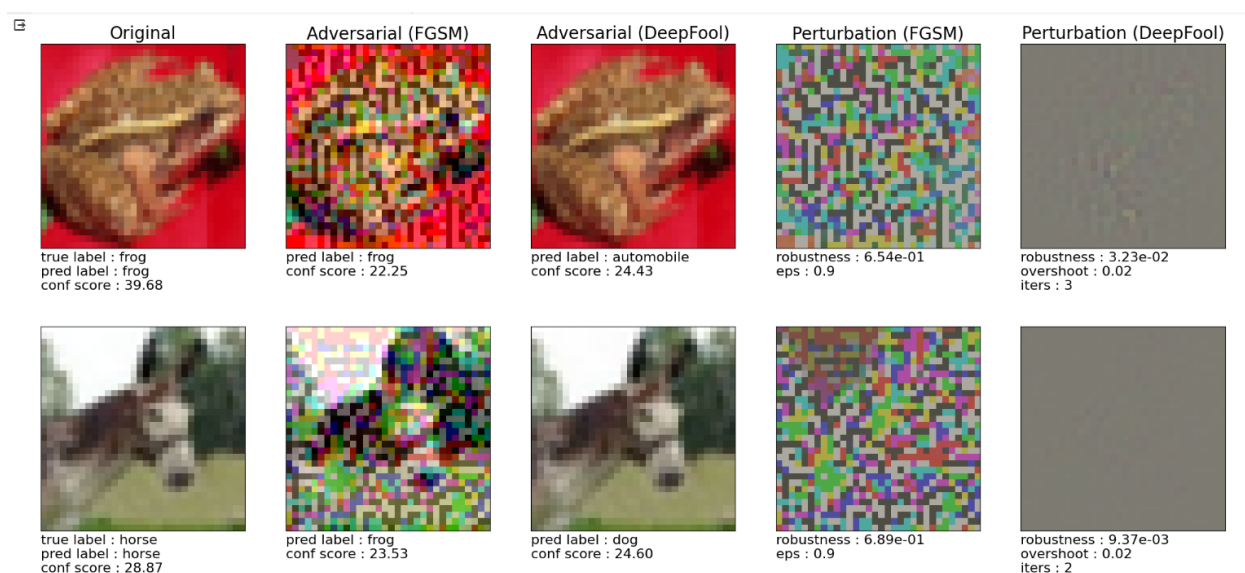 Original
Adversarial (FGSM)
Adversarial (DeepFool)
Perturbation (FGSM)
Perturbation (DeepFool)
true label : frog
pred label : frog
conf score : 39.68
pred label : frog
conf score : 22.25
pred label : automobile
conf score : 24.43
robustness : 6.54e-01
eps : 0.9
robustness : 3.23e-02
overshoot : 0.02
iters : 3
true label : horse
pred label : horse
conf score : 28.87
pred label : frog
conf score : 23.53
pred label : dog
conf score : 24.60
robustness : 6.89e-01
eps : 0.9
robustness : 9.37e-03
overshoot : 0.02
iters : 2